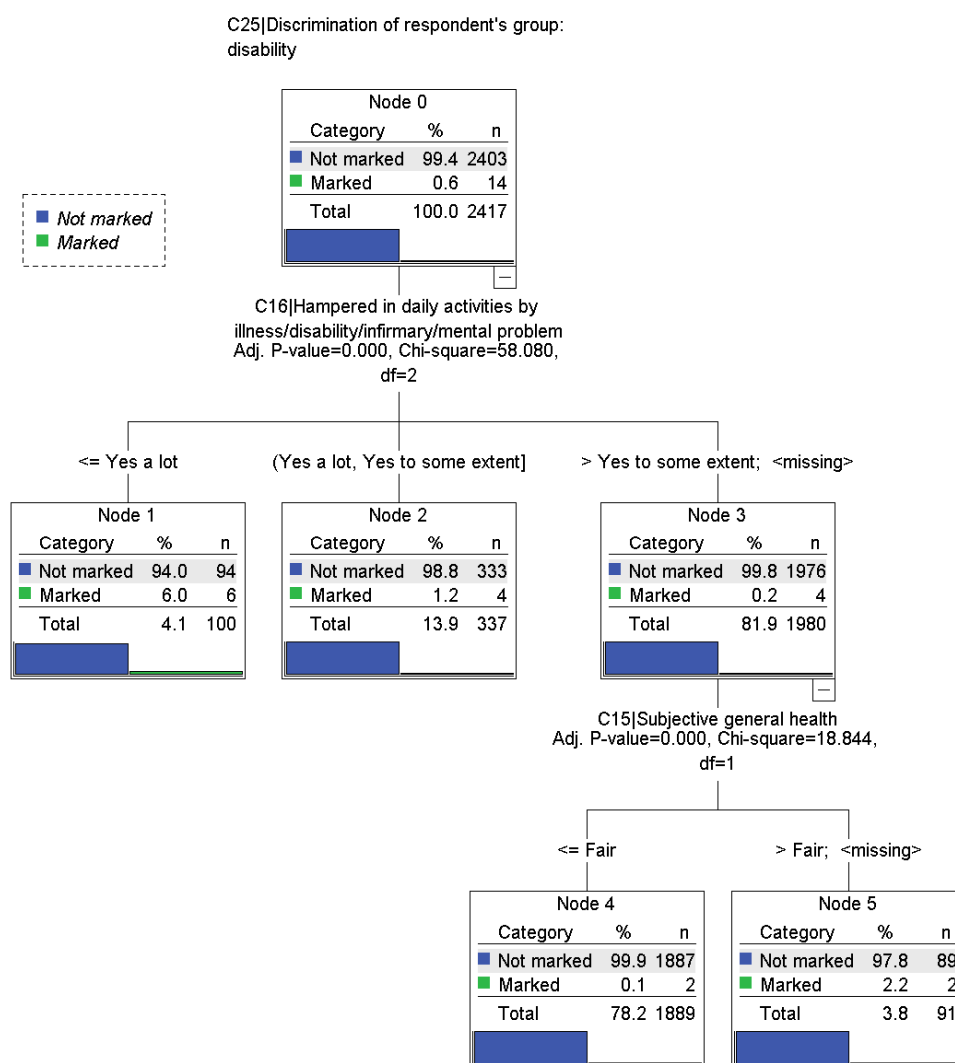 C25|Discrimination of respondent's group:
disability
Node 0
Category % n
Not marked 99.4 2403
Marked 0.6 14
Total 100.0 2417
Not marked
Marked
C16|Hampered in daily activities by
illness/disability/infirmary/mental problem
Adj. P-value=0.000, Chi-square=58.080,
df=2
<= Yes a lot
(Yes a lot, Yes to some extent]
> Yes to some extent; <missing>
Node 1
Category % n
Not marked 94.0 94
Marked 6.0 6
Total 4.1 100
Node 2
Category % n
Not marked 98.8 333
Marked 1.2 4
Total 13.9 337
Node 3
Category % n
Not marked 99.8 1976
Marked 0.2 4
Total 81.9 1980
C15|Subjective general health
Adj. P-value=0.000, Chi-square=18.844,
df=1
<= Fair
> Fair; <missing>
Node 4
Category % n
Not marked 99.9 1887
Marked 0.1 2
Total 78.2 1889
Node 5
Category % n
Not marked 97.8 89
Marked 2.2 2
Total 3.8 91